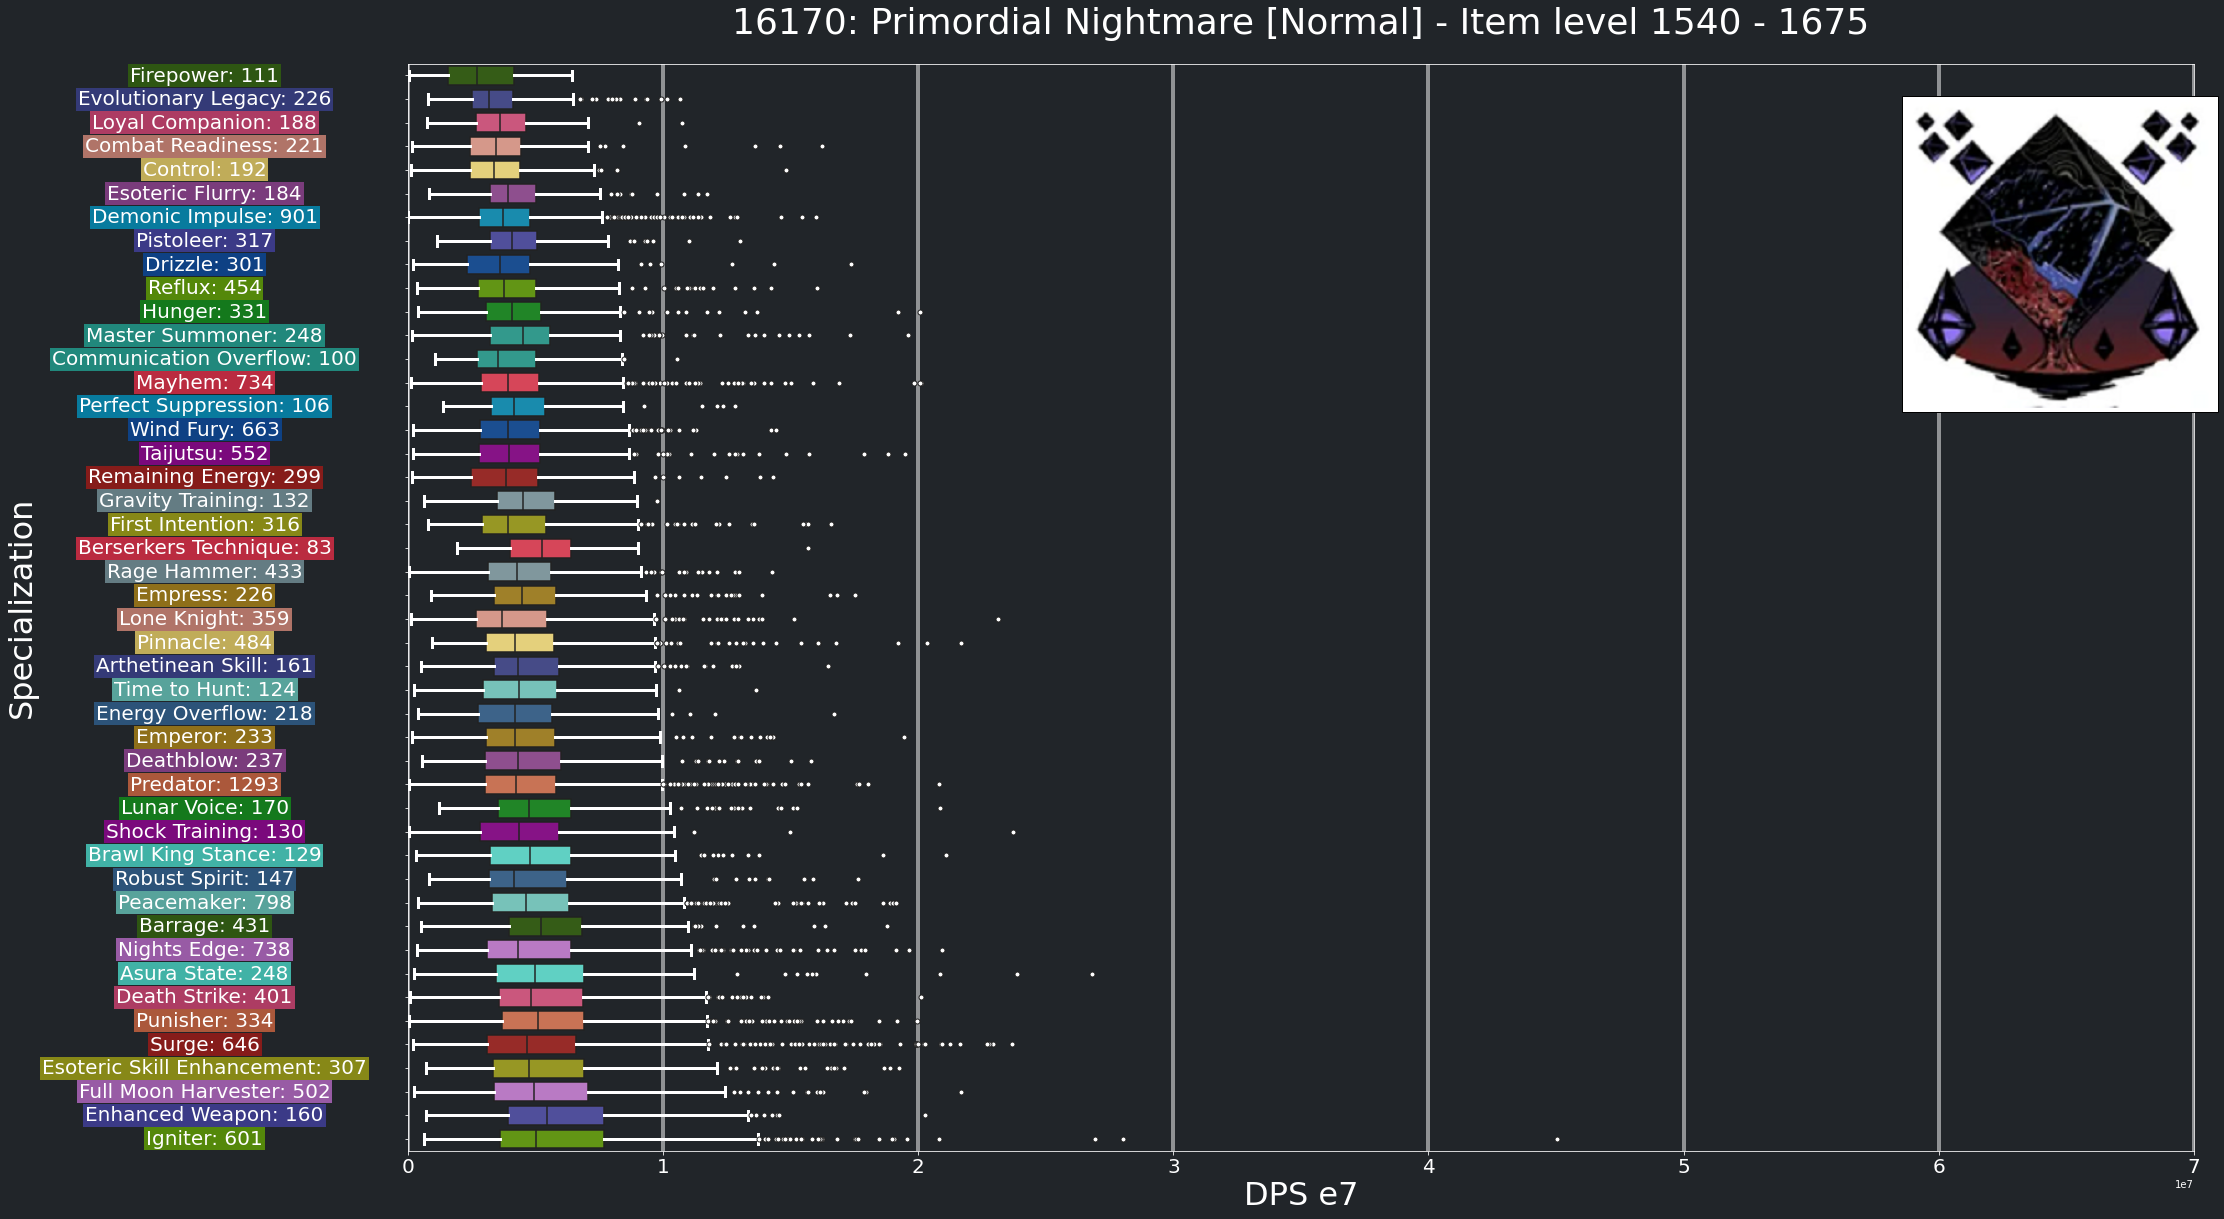 16170: Primordial Nightmare [Normal] - Item level 1540 - 1675
Specialization
Firepower: 111
Evolutionary Legacy: 226
Loyal Companion: 188
Combat Readiness: 221
Control: 192
Esoteric Flurry: 184
Demonic Impulse: 901
Pistoleer: 317
Drizzle: 301
Reflux: 454
Hunger: 331
Master Summoner: 248
Communication Overflow: 100
Mayhem: 734
Perfect Suppression: 106
Wind Fury: 663
Taijutsu: 552
Remaining Energy: 299
Gravity Training: 132
First Intention: 316
Berserkers Technique: 83
Rage Hammer: 433
Empress: 226
Lone Knight: 359
Pinnacle: 484
Arthetinean Skill: 161
Time to Hunt: 124
Energy Overflow: 218
Emperor: 233
Deathblow: 237
Predator: 1293
Lunar Voice: 170
Shock Training: 130
Brawl King Stance: 129
Robust Spirit: 147
Peacemaker: 798
Barrage: 431
Nights Edge: 738
Asura State: 248
Death Strike: 401
Punisher: 334
Surge: 646
Esoteric Skill Enhancement: 307
Full Moon Harvester: 502
Enhanced Weapon: 160
Igniter: 601
0 1 2 3 4 5 6 7
1e7
DPS e7